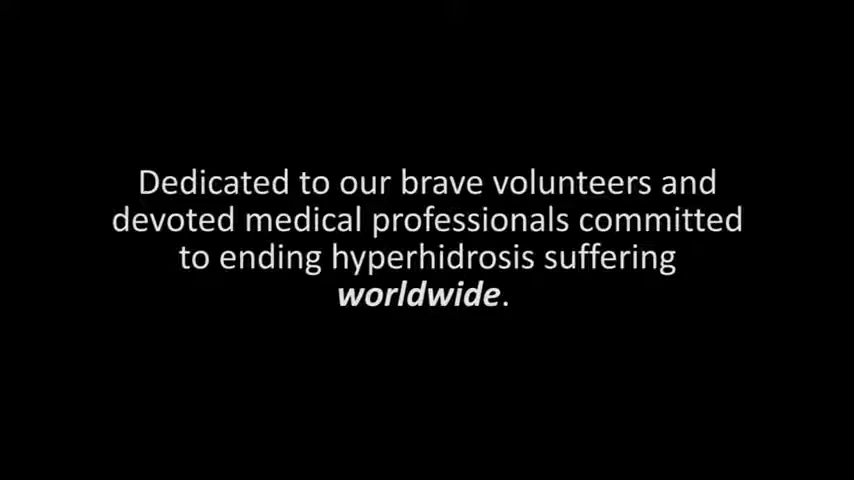 Dedicated to our brave volunteers and
devoted medical professionals committed
to ending hyperhidrosis suffering
worldwide.